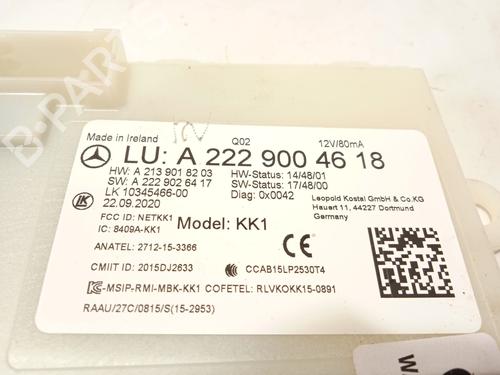 B-PARTS
Made in Ireland Q02 12V/80mA
LU: A 222 900 46 18
HW: A 213 901 82 03 HW-Status: 14/48/01
SW: A 222 902 64 17 SW-Status: 17/48/00
LK 10345466-00 Diag: 0x0042
22.09.2020
Leopold Kostal GmbH & Co.KG
Hauert 11, 44227 Dortmund
Germany
FCC ID: NETKK1
IC: 8409A-KK1
Model: KK1
ANATEL: 2712-15-3366
CMIIT ID: 2015DJ2633 CCAB15LP2530T4
-MSIP-RMI-MBK-KK1 COFETEL: RLVKOKK15-0891
RAAU/27C/0815/S(15-2953)